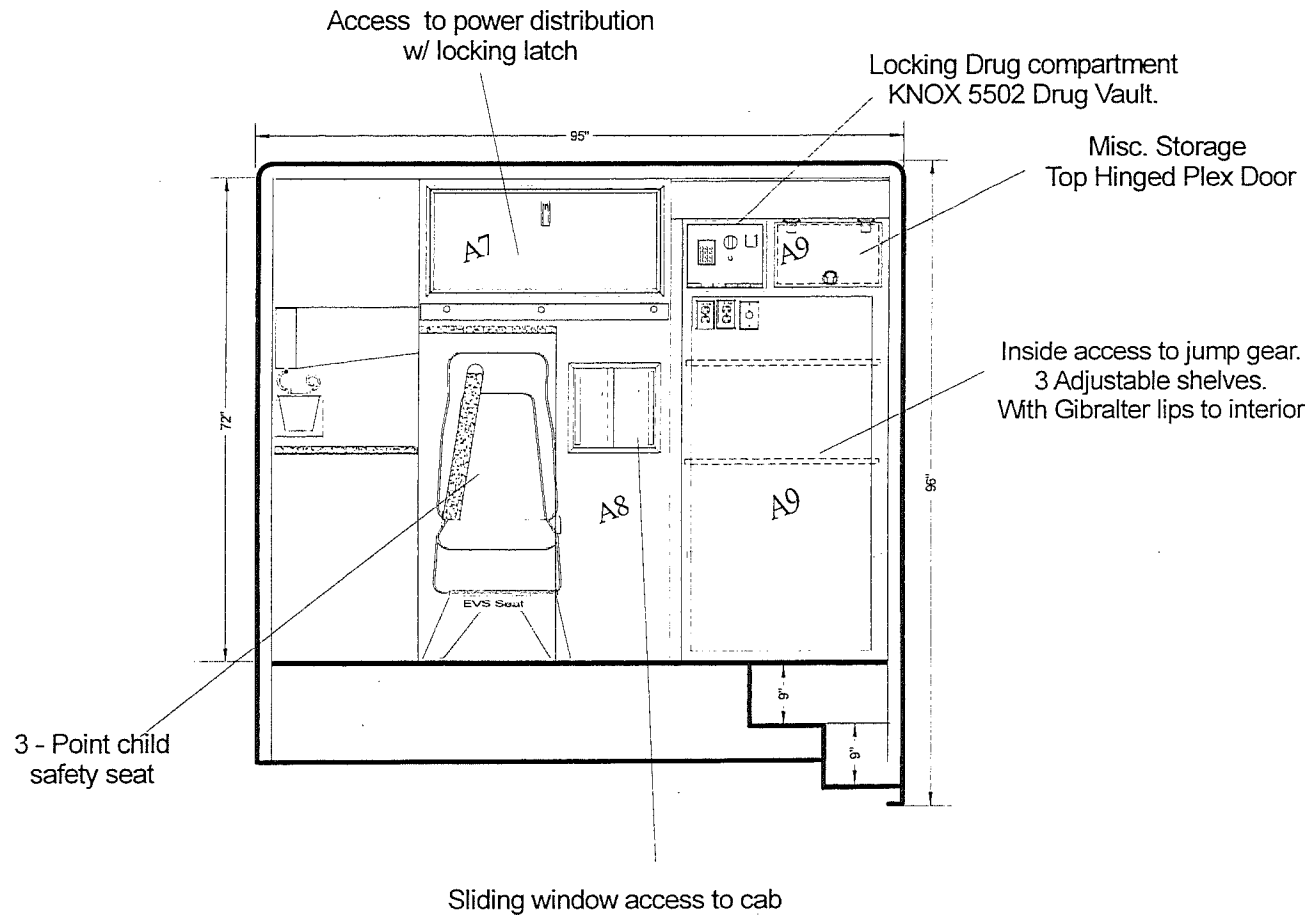 Access to power distribution
w/ locking latch
Locking Drug compartment
KNOX 5502 Drug Vault.
95"
Misc. Storage
Top Hinged Plex Door
A7
A9
Inside access to jump gear.
3 Adjustable shelves.
With Gibralter lips to interior
72"
96"
A8
A9
EVS Seat
9"
9"
3 - Point child
safety seat
Sliding window access to cab